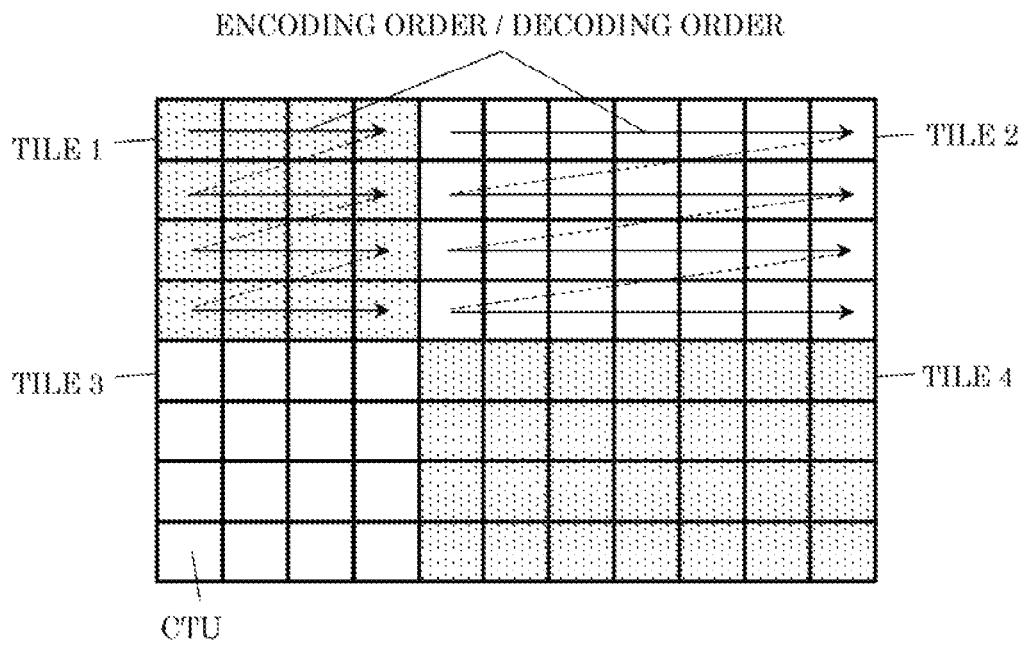 ENCODING ORDER / DECODING ORDER
TILE 1
TILE 2
TILE 3
TILE 4
CTU